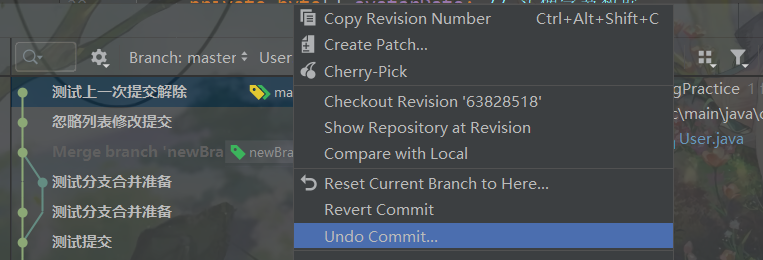 Copy Revision Number Ctrl+Alt+Shift+C
Create Patch...
Branch: master User
Cherry-Pick
测试上一次提交解除
ngPractice 1
Checkout Revision '63828518'
忽略列表修改提交
c\main\java\c
Show Repository at Revision
User.java
Merge branch 'newBra newBran
Compare with Local
测试分支合并准备
Reset Current Branch to Here...
测试分支合并准备
Revert Commit
测试提交
Undo Commit...